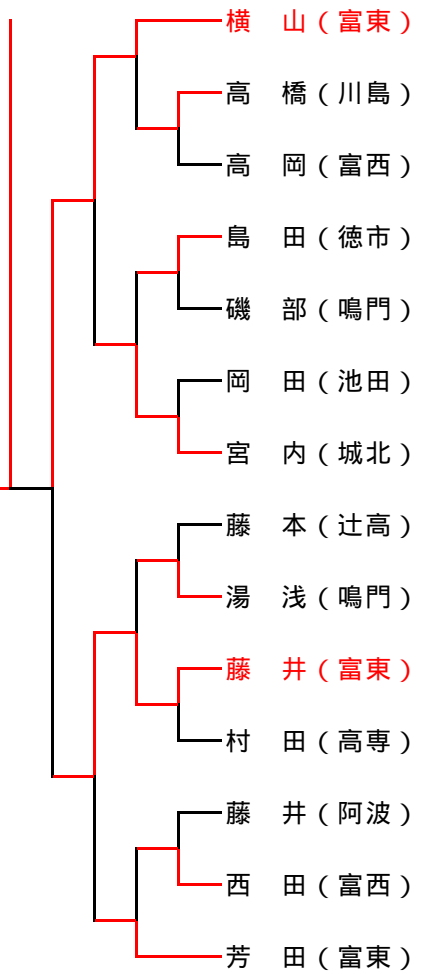 横　山（富東）
高　橋（川島）
高　岡（富西）
島　田（徳市）
磯　部（鳴門）
岡　田（池田）
宮　内（城北）
藤　本（辻高）
湯　浅（鳴門）
藤　井（富東）
村　田（高専）
藤　井（阿波）
西　田（富西）
芳　田（富東）